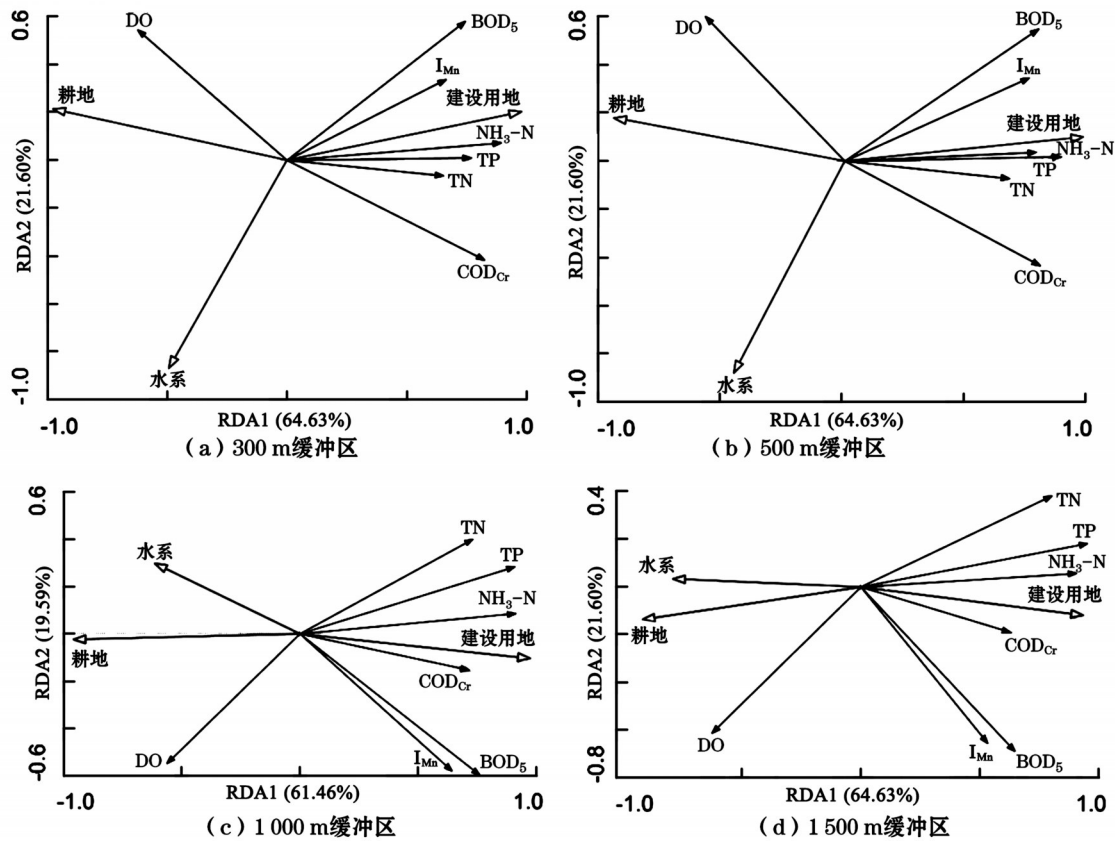 0.6
DO
BOD5
IMn
耕地
建设用地
NH3-N
TP
TN
RDA2 (21.60%)
CODCr
水系
-1.0
-1.0
RDA1 (64.63%)
1.0
(a) 300 m缓冲区
0.6
DO
BOD5
IMn
耕地
建设用地
NH3-N
TP
TN
RDA2 (21.60%)
CODCr
水系
-1.0
-1.0
RDA1 (64.63%)
1.0
(b) 500 m缓冲区
0.6
TN
水系
TP
NH3-N
RDA2 (19.59%)
耕地
建设用地
CODCr
DO
IMn
BOD5
-0.6
-1.0
RDA1 (61.46%)
1.0
(c) 1 000 m缓冲区
0.4
TN
TP
水系
NH3-N
建设用地
耕地
CODCr
RDA2 (21.60%)
DO
IMn
BOD5
-0.8
-1.0
RDA1 (64.63%)
1.0
(d) 1 500 m缓冲区